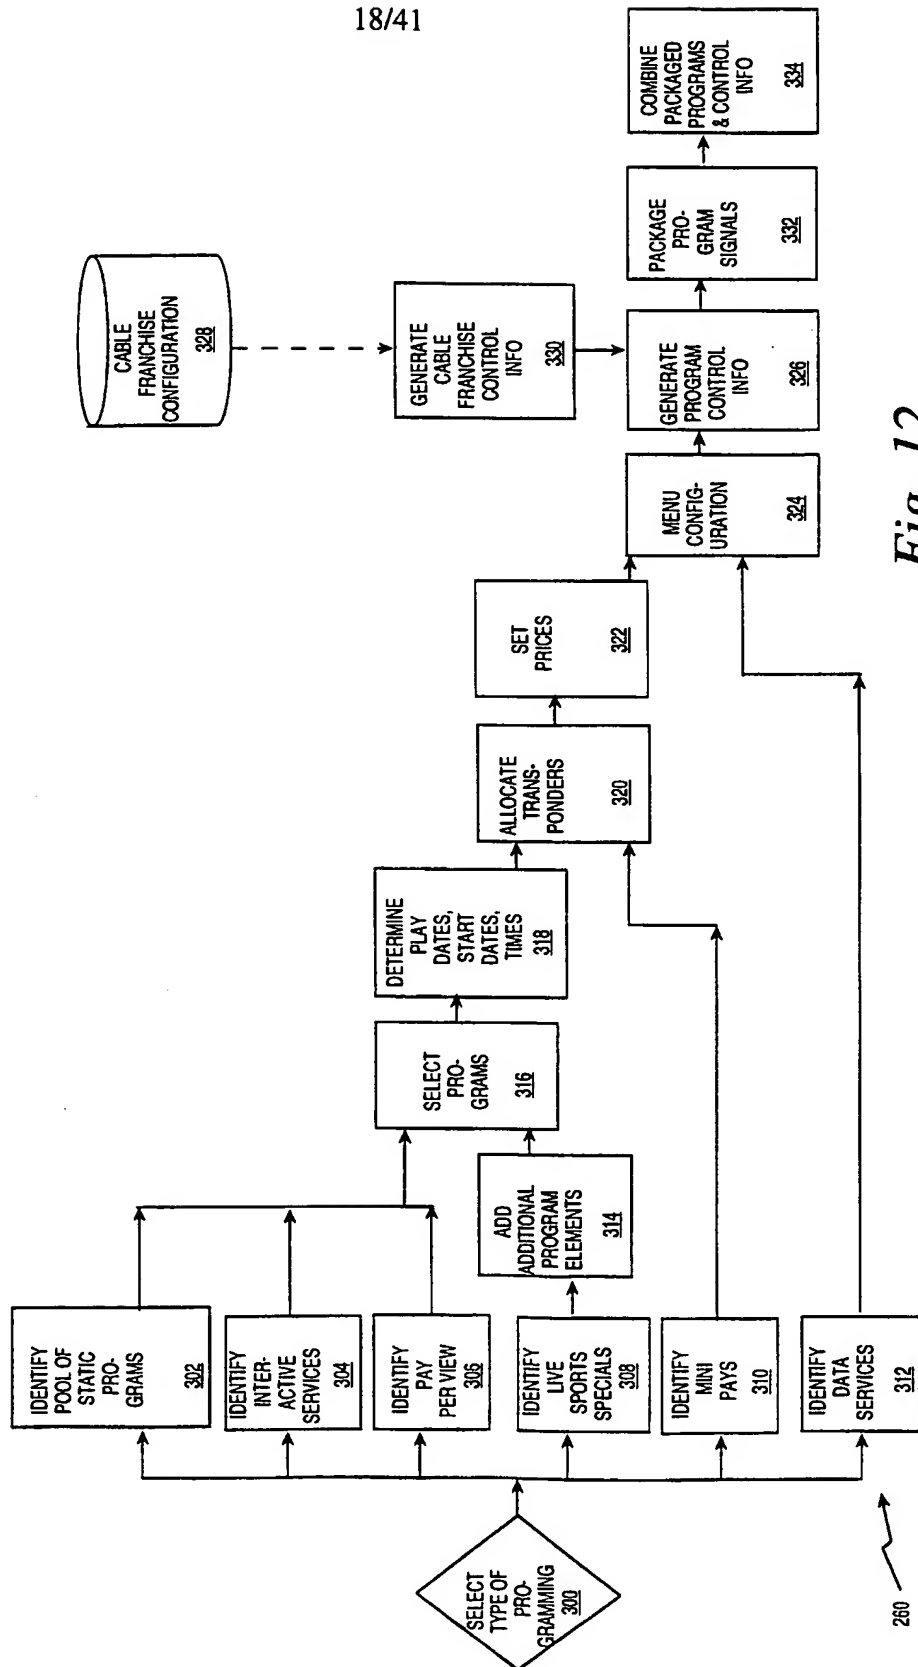 18/41
SELECT
TYPE OF
PRO-
GRAMMING
300
IDENTIFY
POOL OF
STATIC
PRO-
GRAMS
302
IDENTIFY
INTER-
ACTIVE
SERVICES
304
IDENTIFY
PAY
PER VIEW
306
IDENTIFY
LIVE
SPORTS
SPECIALS
308
IDENTIFY
MINI
PAYS
310
IDENTIFY
DATA
SERVICES
312
ADD
ADDITIONAL
PROGRAM
ELEMENTS
314
SELECT
PRO-
GRAMS
316
DETERMINE
PLAY
DATES,
START
DATES,
TIMES
318
ALLOCATE
TRANS-
PONDERS
320
SET
PRICES
322
MENU
CONFIG-
URATION
324
GENERATE
PROGRAM
CONTROL
INFO
326
CABLE
FRANCHISE
CONFIGURATION
328
GENERATE
CABLE
FRANCHISE
CONTROL
INFO
330
PACKAGE
PRO-
GRAM
SIGNALS
332
COMBINE
PACKAGED
PROGRAMS
& CONTROL
INFO
334
260
Fig. 12